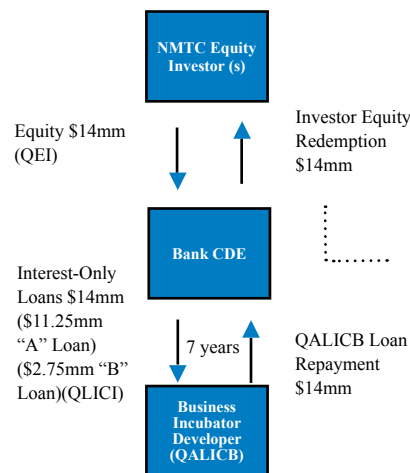 NMTC Equity
Investor (s)
Equity $14mm
(QEI)
Investor Equity
Redemption
$14mm
Bank CDE
Interest-Only
Loans $14mm
($11.25mm
“A” Loan)
($2.75mm “B”
Loan)(QLICI)
7 years
QALICB Loan
Repayment
$14mm
Business
Incubator
Developer
(QALICB)